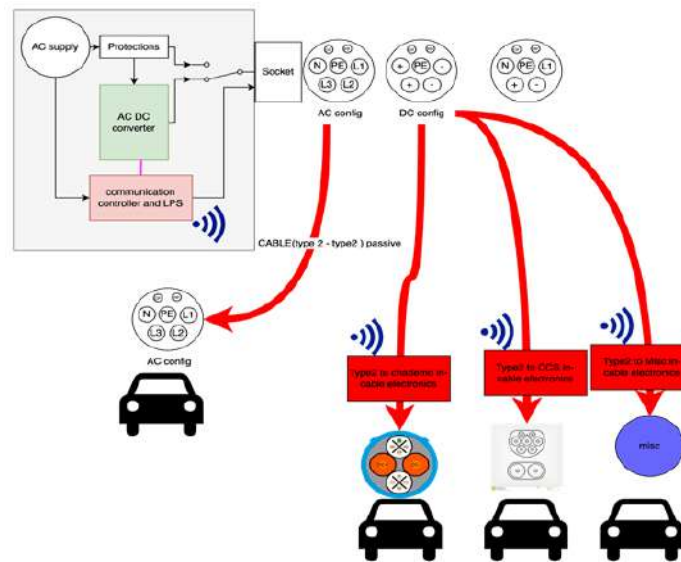 AC supply
Protections
AC DC
converter
communication
controller and LPS
Socket
N PE L1
L3 L2
AC config
+ PE -
+ -
DC config
N PE L1
+ -
CABLE(type 2 - type2 ) passive
N PE L1
L3 L2
AC config
Type2 to chademo in-
cable electronics
Type2 to CCS in-
cable electronics
Type2 to Misc in-
cable electronics
misc